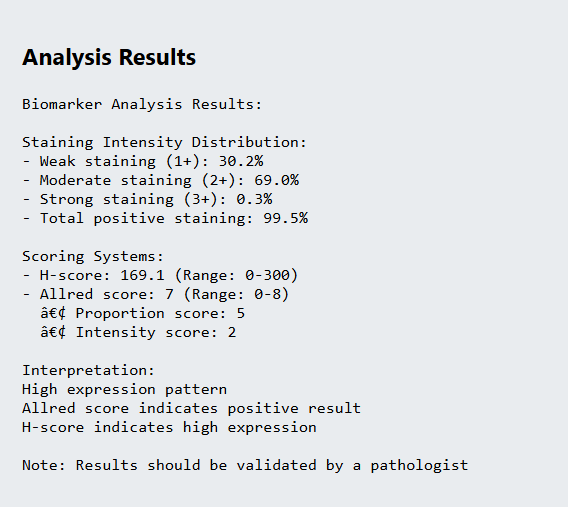 Analysis Results
Biomarker Analysis Results:
Staining Intensity Distribution:
- Weak staining (1+): 30.2%
- Moderate staining (2+): 69.0%
- Strong staining (3+): 0.3%
- Total positive staining: 99.5%
Scoring Systems:
- H-score: 169.1 (Range: 0-300)
- Allred score: 7 (Range: 0-8)
â€¢ Proportion score: 5
â€¢ Intensity score: 2
Interpretation:
High expression pattern
Allred score indicates positive result
H-score indicates high expression
Note: Results should be validated by a pathologist